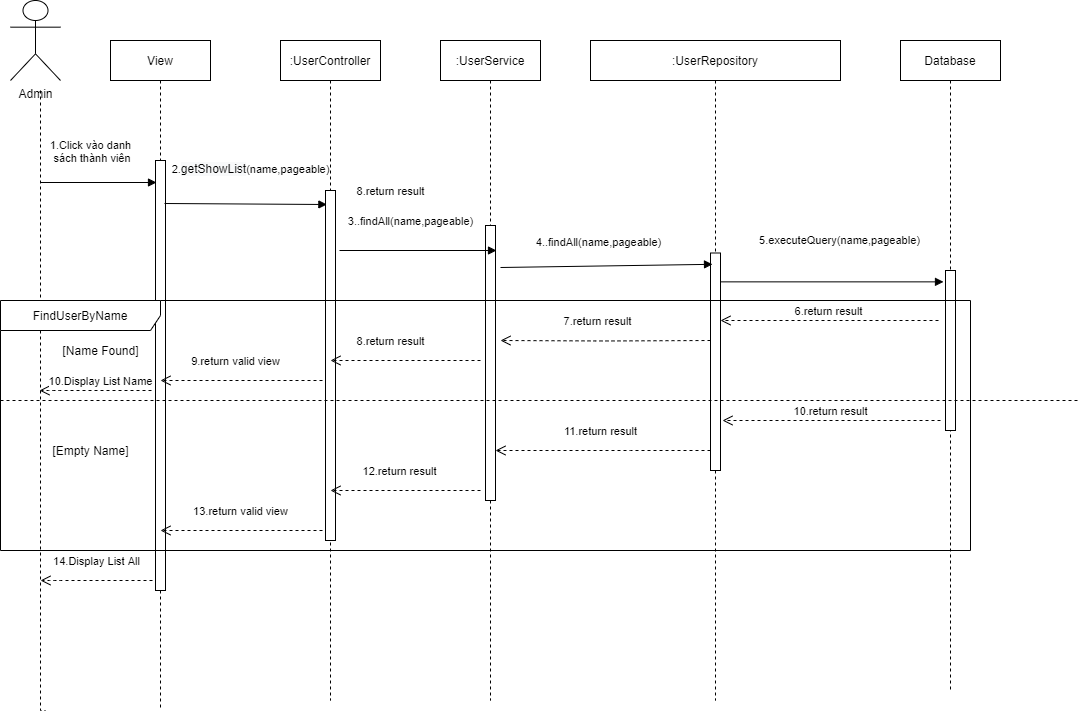 Admin
View
:UserController
:UserService
:UserRepository
Database
1.Click vào danh
sách thành viên
2.getShowList(name,pageable)
8.return result
3..findAll(name,pageable)
4..findAll(name,pageable)
5.executeQuery(name,pageable)
FindUserByName
6.return result
7.return result
8.return result
[Name Found]
9.return valid view
10.Display List Name
10.return result
11.return result
[Empty Name]
12.return result
13.return valid view
14.Display List All